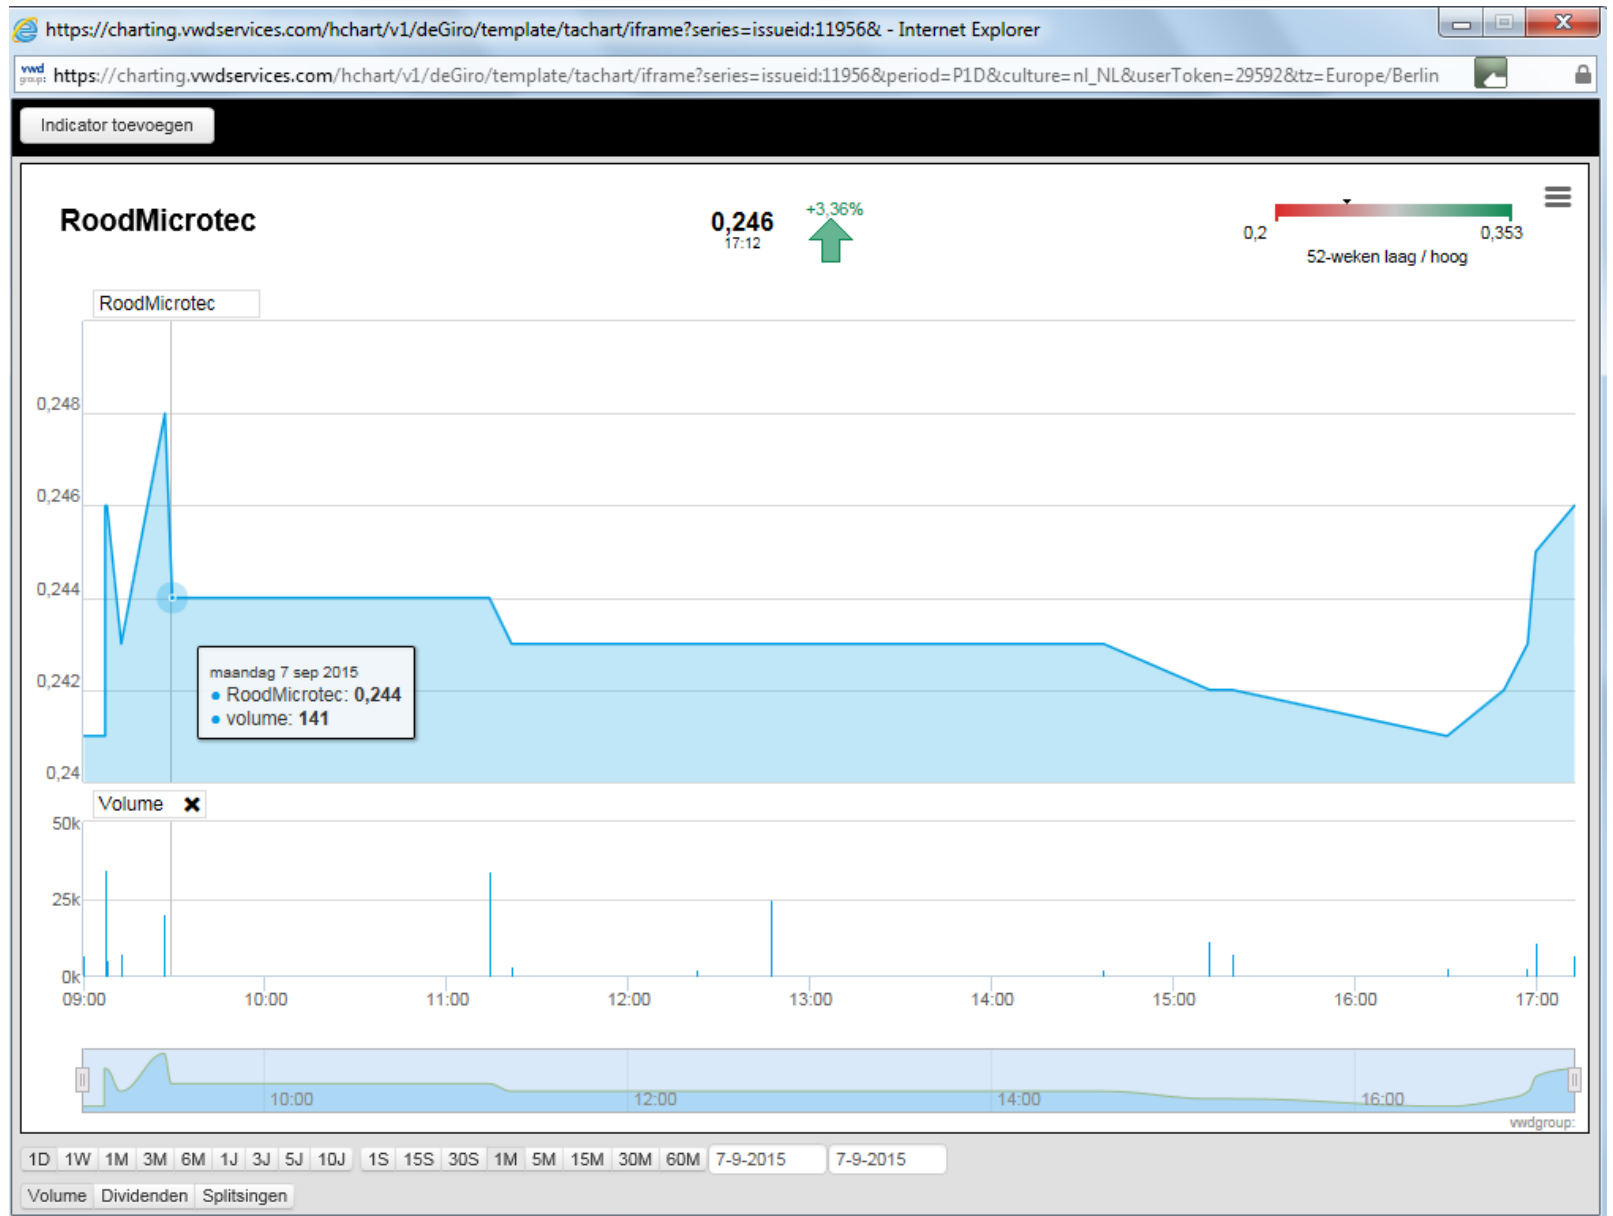 https://charting.vwdservices.com/hchart/v1/deGiro/template/tachart/iframe?series=issueid:11956& - Internet Explorer
vwd group: https://charting.vwdservices.com/hchart/v1/deGiro/template/tachart/iframe?series=issueid:11956&period=P1D&culture=nl_NL&userToken=29592&tz=Europe/Berlin
Indicator toevoegen
RoodMicrotec
0,246
17:12
+3,36%
0,2
0,353
52-weken laag / hoog
RoodMicrotec
0,248
0,246
0,244
0,242
0,24
maandag 7 sep 2015
RoodMicrotec: 0,244
volume: 141
Volume
50k
25k
0k
09:00 10:00 11:00 12:00 13:00 14:00 15:00 16:00 17:00
10:00 12:00 14:00 16:00
vwdgroup:
1D 1W 1M 3M 6M 1J 3J 5J 10J 1S 15S 30S 1M 5M 15M 30M 60M 7-9-2015 7-9-2015
Volume Dividenden Splitsingen